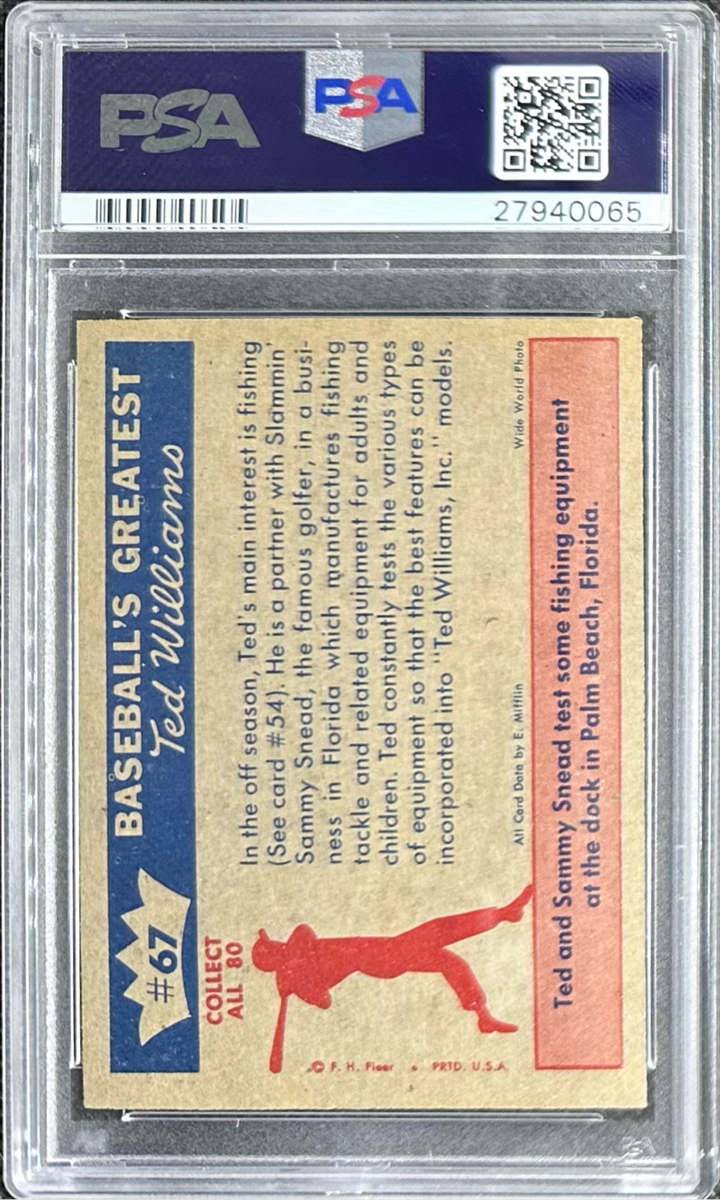 PSA
PSA
27940065
#67
BASEBALL'S GREATEST
Ted Williams
COLLECT
ALL 80
In the off season, Ted's main interest is fishing
(See card #54). He is a partner with Slammin'
Sammy Snead, the famous golfer, in a busi-
ness in Florida which manufactures fishing
tackle and related equipment for adults and
children. Ted constantly tests the various types
of equipment so that the best features can be
incorporated into "Ted Williams, Inc." models.
© F. H. Fleer • PRTD. U.S.A.
All Card Data by E. Mifflin
Wide World Photo
Ted and Sammy Snead test some fishing equipment
at the dock in Palm Beach, Florida.